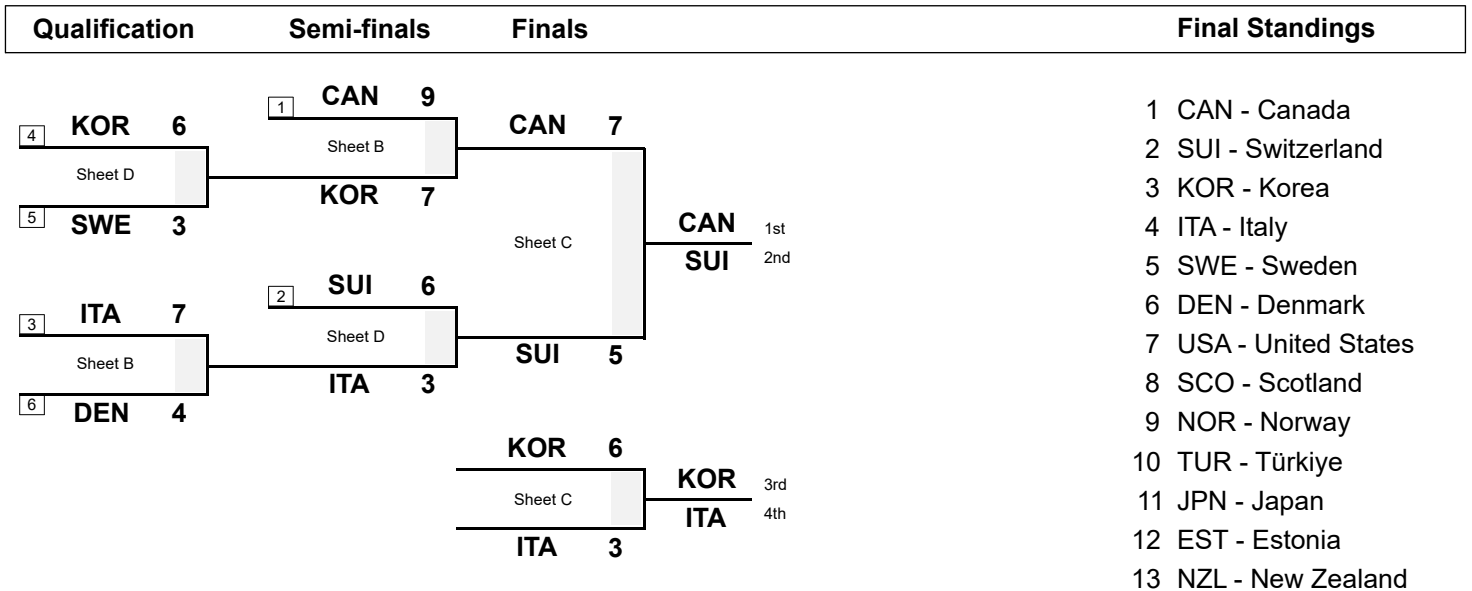 Qualification Semi-finals Finals Final Standings
1 CAN 9
4 KOR 6
Sheet D
5 SWE 3
Sheet B
KOR 7
3 ITA 7
Sheet B
6 DEN 4
2 SUI 6
Sheet D
ITA 3
CAN 7
Sheet C
SUI 5
CAN 1st
SUI 2nd
KOR 6
Sheet C
ITA 3
KOR 3rd
ITA 4th
1 CAN - Canada
2 SUI - Switzerland
3 KOR - Korea
4 ITA - Italy
5 SWE - Sweden
6 DEN - Denmark
7 USA - United States
8 SCO - Scotland
9 NOR - Norway
10 TUR - Türkiye
11 JPN - Japan
12 EST - Estonia
13 NZL - New Zealand